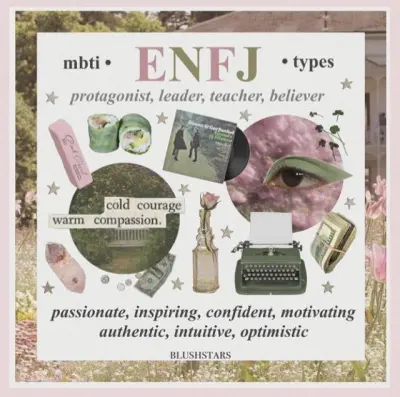 mbti • ENFJ • types
protagonist, leader, teacher, believer
cold courage
warm compassion.
passionate, inspiring, confident, motivating
authentic, intuitive, optimistic
BLUSHSTARS